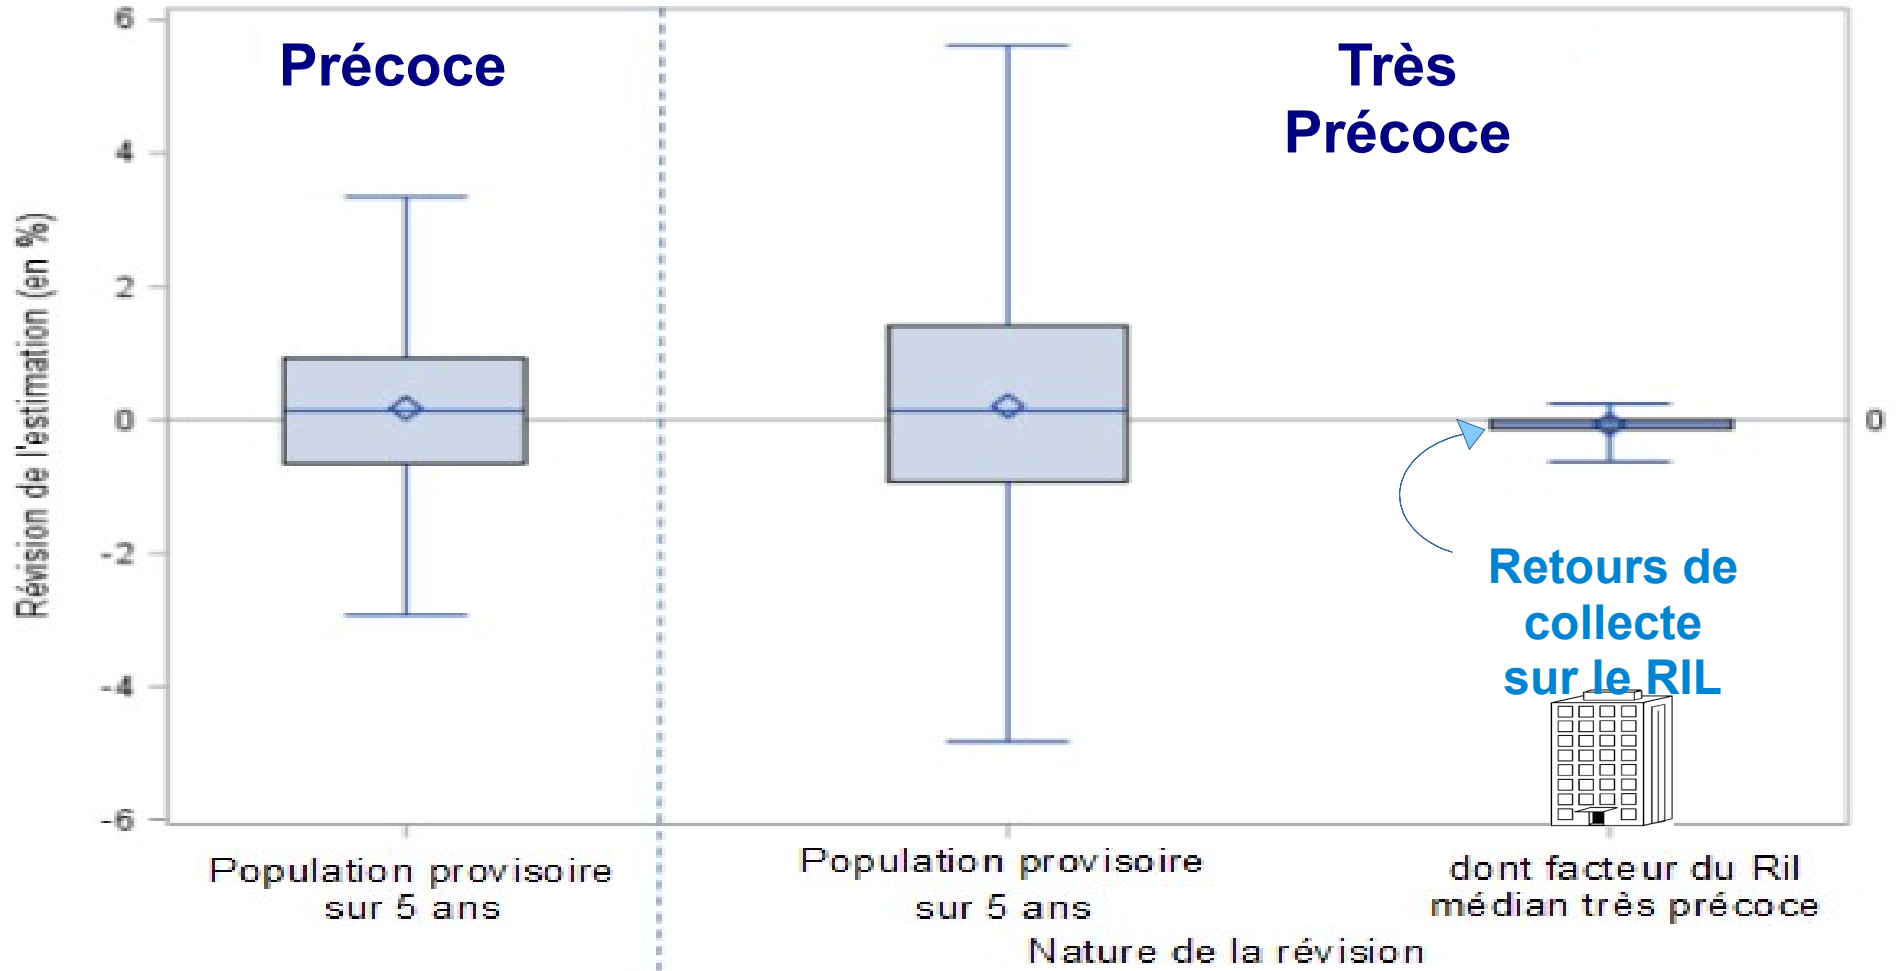 Précoce
Très
Précoce
Révision de l'estimation (en %)
6
4
2
0
-2
-4
-6
0
Retours de
collecte
sur le RIL
Population provisoire
sur 5 ans
Population provisoire
sur 5 ans
dont facteur du Ril
médian très précoce
Nature de la révision